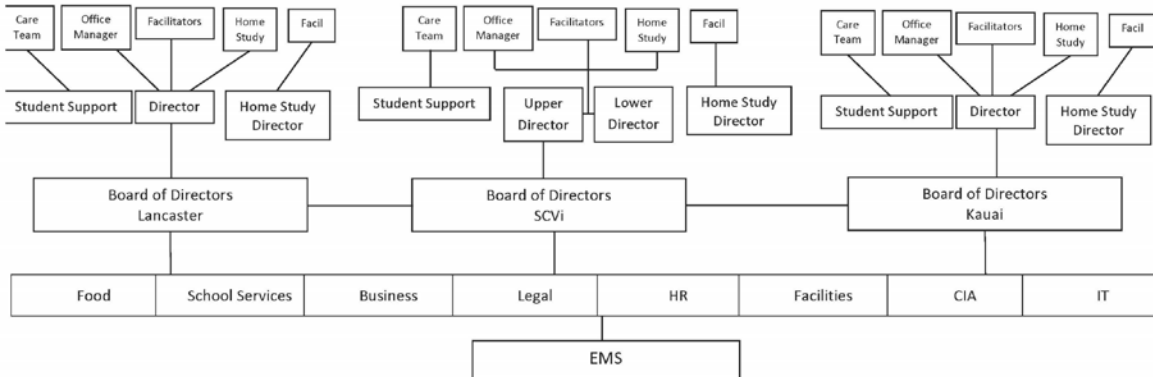 Care
Team
Office
Manager
Facilitators
Home
Study
Facil
Care
Team
Office
Manager
Facilitators
Home
Study
Facil
Care
Team
Office
Manager
Facilitators
Home
Study
Facil
Student Support
Director
Home Study
Director
Student Support
Upper
Director
Lower
Director
Home Study
Director
Student Support
Director
Home Study
Director
Board of Directors
Lancaster
Board of Directors
SCVi
Board of Directors
Kauai
Food
School Services
Business
Legal
HR
Facilities
CIA
IT
EMS